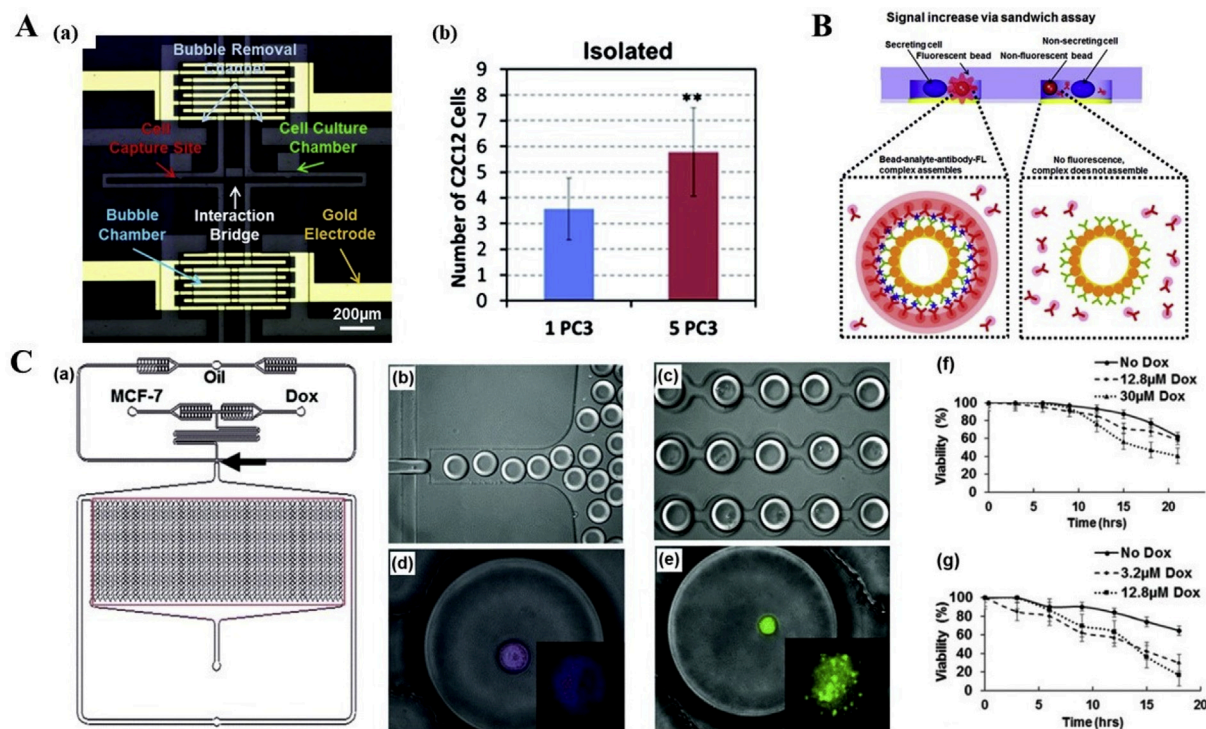 A
(a)
Bubble Removal
Channel
Cell
Capture Site
Cell Culture
Chamber
Bubble
Chamber
Interaction
Bridge
Gold
Electrode
200µm
(b)
Isolated
Number of C2C12 Cells
9
8
7
6
5
4
3
2
1
0
**
1 PC3
5 PC3
B
Signal increase via sandwich assay
Secreting cell
Fluorescent bead
Non-secreting cell
Non-fluorescent bead
Bead-analyte-antibody-FL
complex assembles
No fluorescence,
complex does not assemble
C
(a)
Oil
MCF-7
Dox
(b)
(c)
(d)
(e)
(f)
No Dox
12.8µM Dox
30µM Dox
Viability (%)
100
80
60
40
20
0
0 5 10 15 20
Time (hrs)
(g)
No Dox
3.2µM Dox
12.8µM Dox
Viability (%)
100
80
60
40
20
0
0 5 10 15 20
Time (hrs)